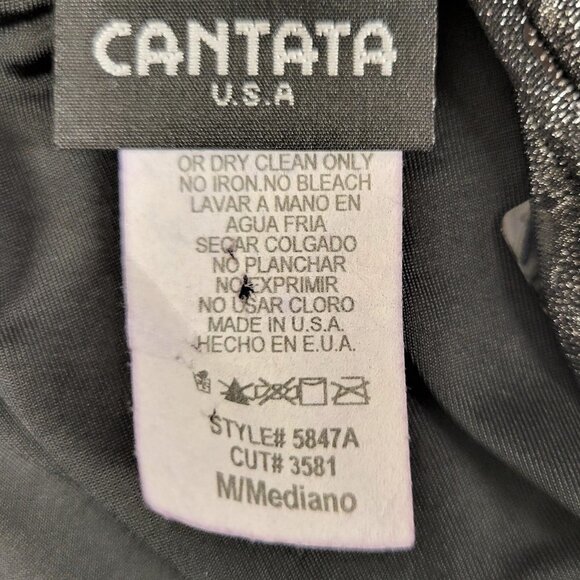 CANTATA
U.S.A
OR DRY CLEAN ONLY
NO IRON.NO BLEACH
LAVAR A MANO EN
AGUA FRIA
SECAR COLGADO
NO PLANCHAR
NO EXPRIMIR
NO USAR CLORO
MADE IN U.S.A.
HECHO EN E.U.A.
STYLE# 5847A
CUT# 3581
M/Mediano